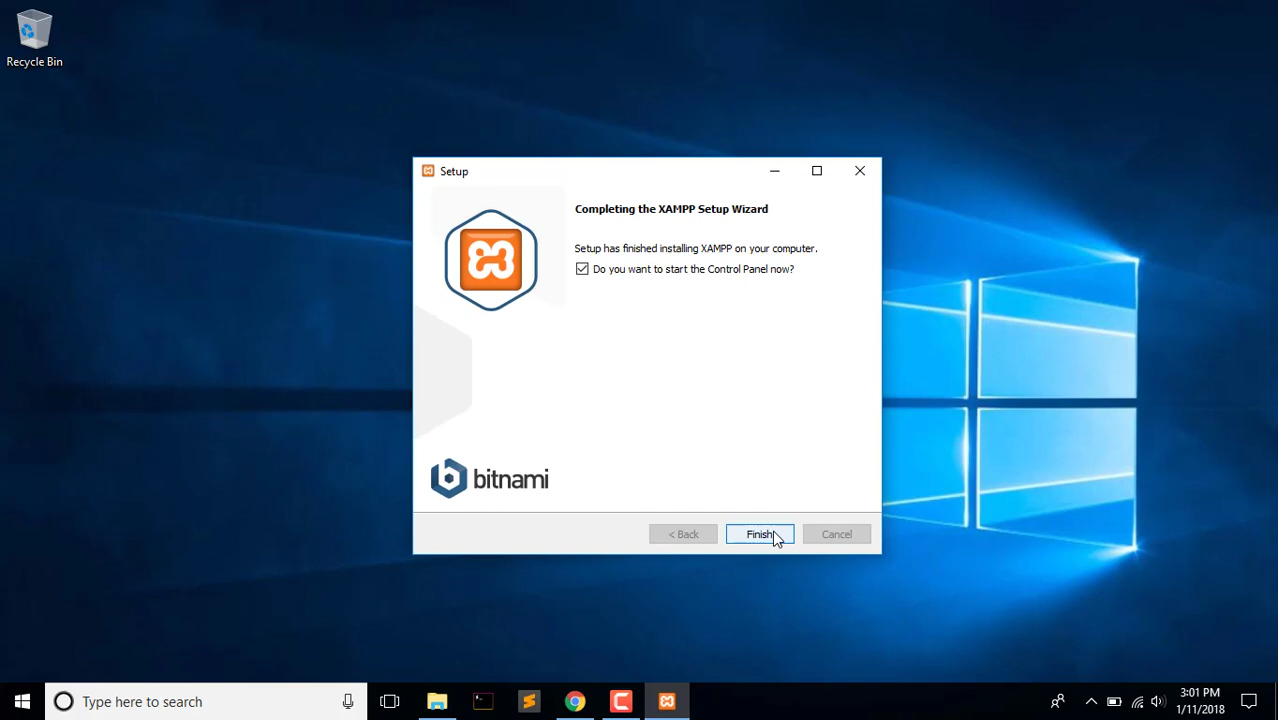 Recycle Bin
Setup
Completing the XAMPP Setup Wizard
Setup has finished installing XAMPP on your computer.
Do you want to start the Control Panel now?
bitnami
< Back
Finish
Cancel
Type here to search
3:01 PM
1/11/2018